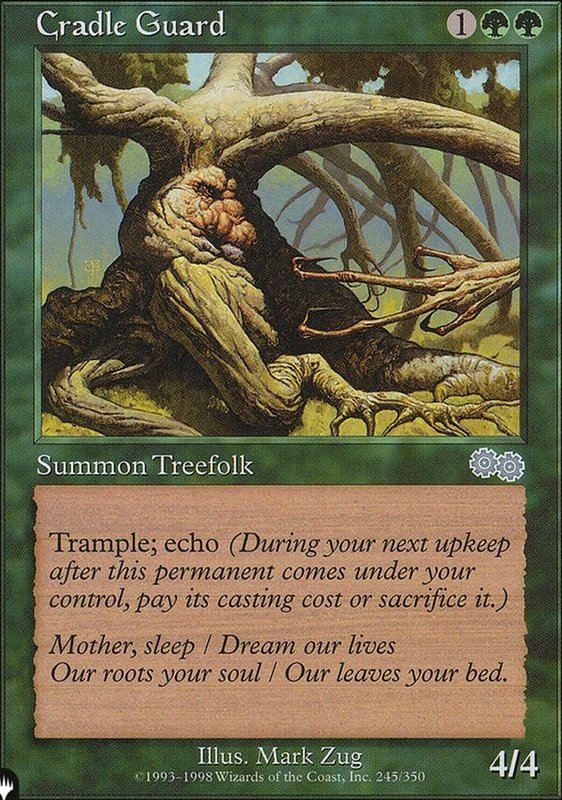 Cradle Guard 1
Summon Treefolk
Trample; echo (During your next upkeep
after this permanent comes under your
control, pay its casting cost or sacrifice it.)
Mother, sleep / Dream our lives
Our roots your soul / Our leaves your bed.
Illus. Mark Zug
©1993–1998 Wizards of the Coast, Inc. 245/350
4/4